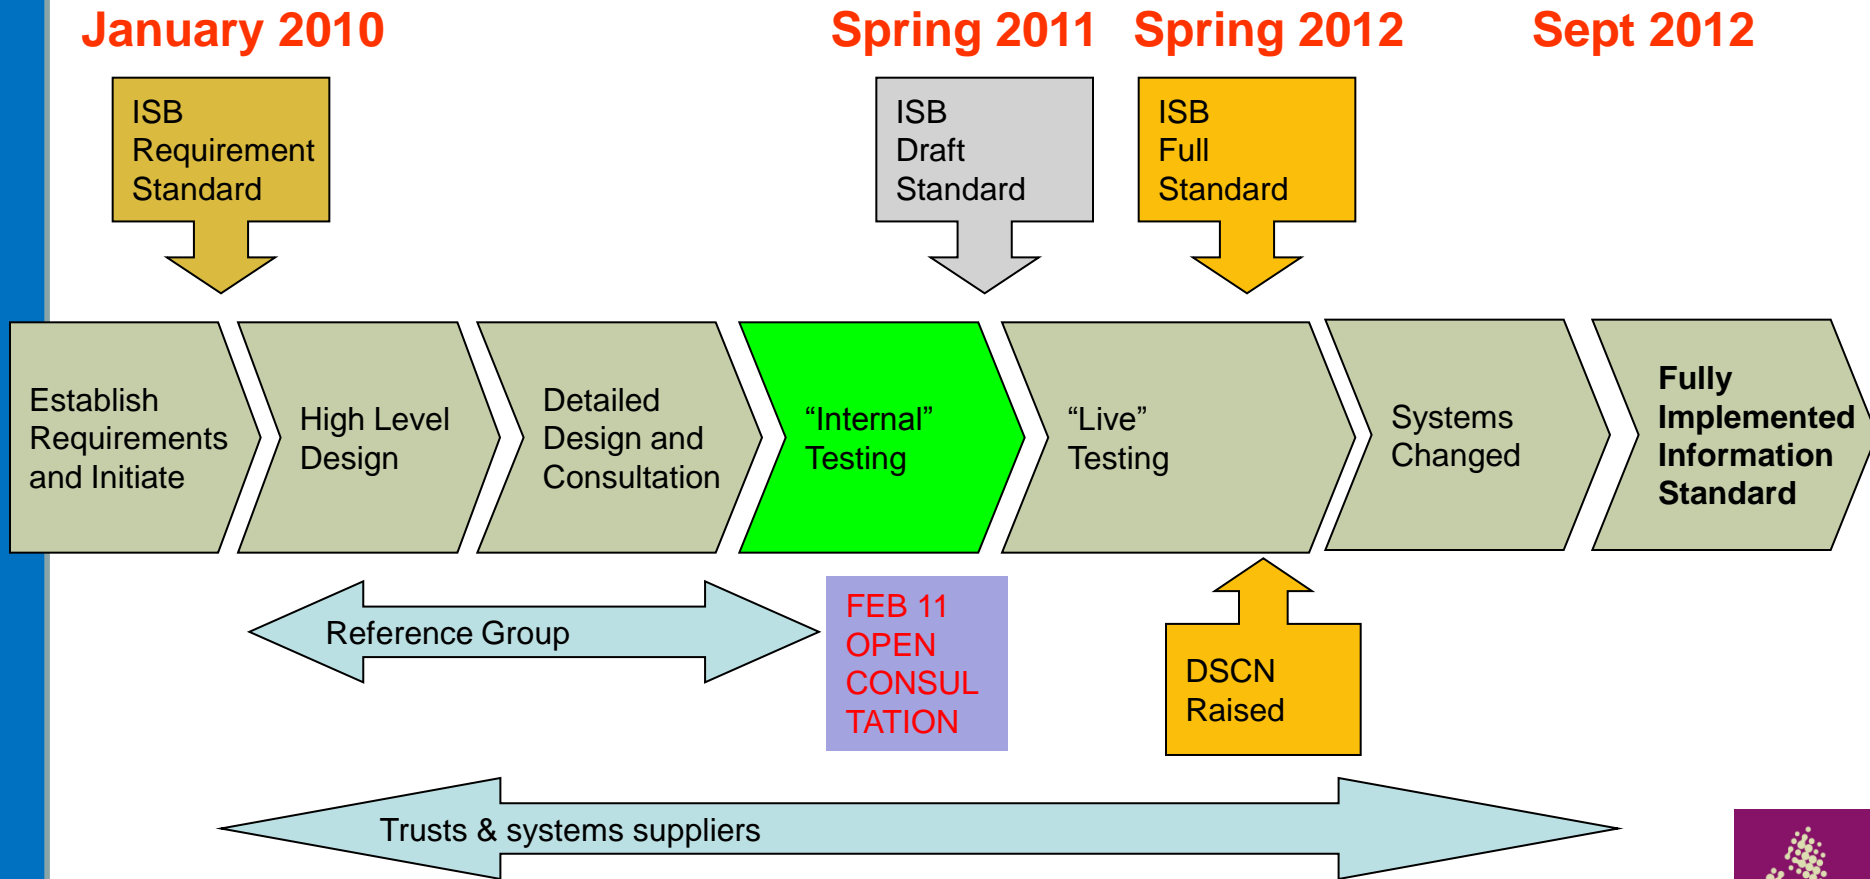 January 2010
Spring 2011
Spring 2012
Sept 2012
ISB
Requirement
Standard
ISB
Draft
Standard
ISB
Full
Standard
Establish
Requirements
and Initiate
High Level
Design
Detailed
Design and
Consultation
“Internal”
Testing
“Live”
Testing
Systems
Changed
Fully
Implemented
Information
Standard
Reference Group
FEB 11
OPEN
CONSUL
TATION
DSCN
Raised
Trusts & systems suppliers